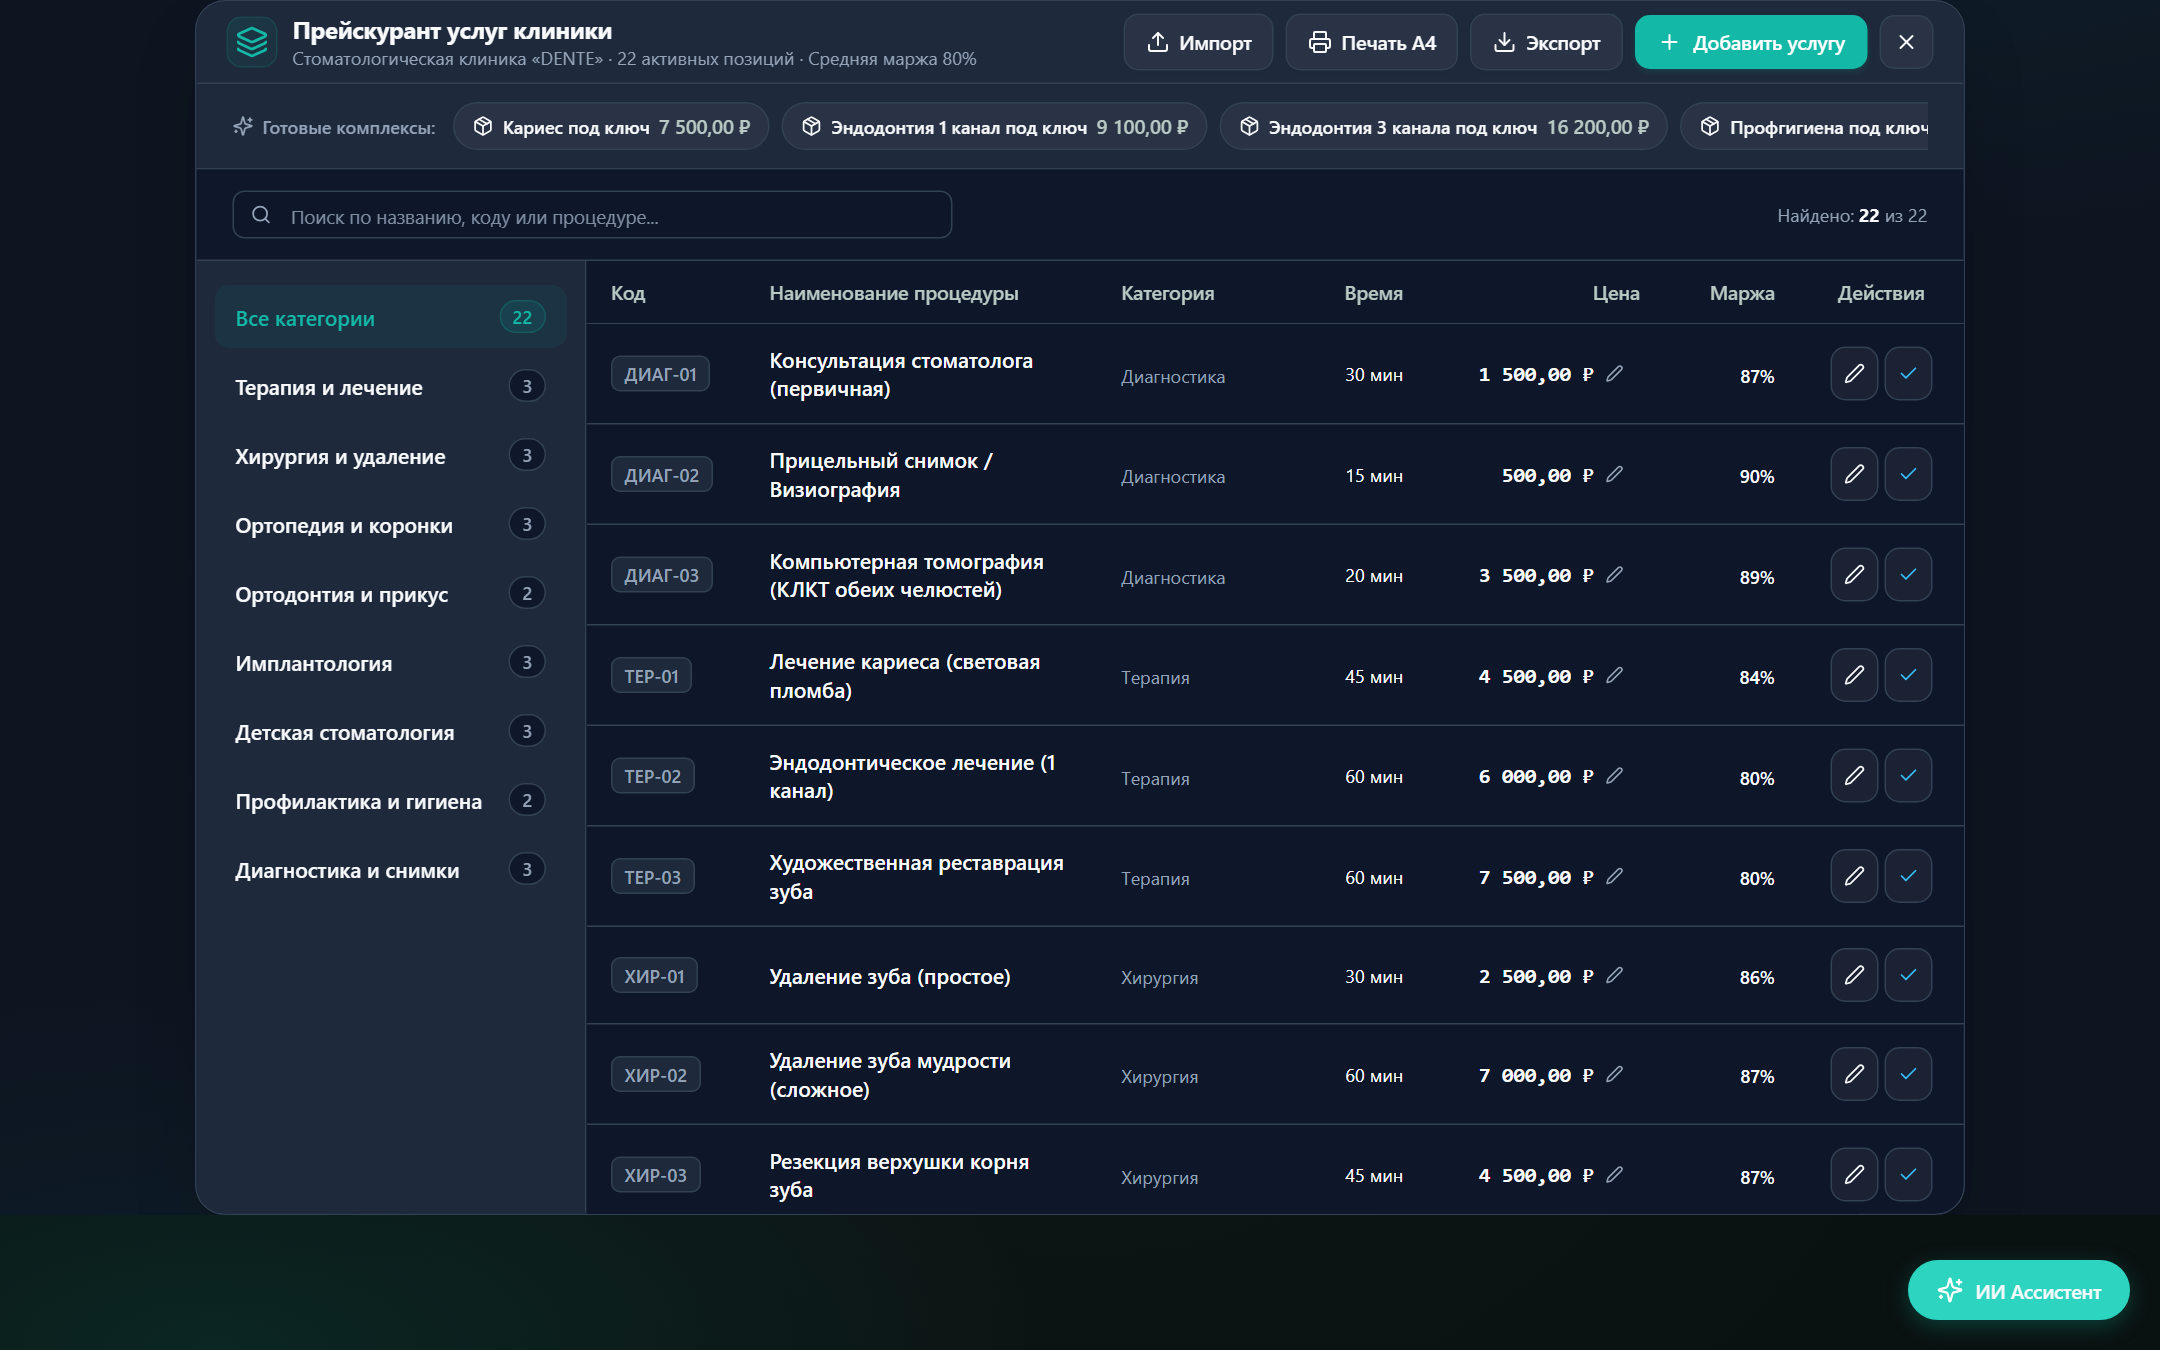 Прейскурант услуг клиники
Стоматологическая клиника «DENTE» · 22 активных позиций · Средняя маржа 80%
Импорт
Печать А4
Экспорт
Добавить услугу
Готовые комплексы:
Кариес под ключ 7 500,00 ₽
Эндодонтия 1 канал под ключ 9 100,00 ₽
Эндодонтия 3 канала под ключ 16 200,00 ₽
Профгигиена под ключ
Поиск по названию, коду или процедуре...
Найдено: 22 из 22
Все категории 22
Терапия и лечение 3
Хирургия и удаление 3
Ортопедия и коронки 3
Ортодонтия и прикус 2
Имплантология 3
Детская стоматология 3
Профилактика и гигиена 2
Диагностика и снимки 3
Код Наименование процедуры Категория Время Цена Маржа Действия
ДИАГ-01 Консультация стоматолога (первичная) Диагностика 30 мин 1 500,00 ₽ 87%
ДИАГ-02 Прицельный снимок / Визиография Диагностика 15 мин 500,00 ₽ 90%
ДИАГ-03 Компьютерная томография (КЛКТ обеих челюстей) Диагностика 20 мин 3 500,00 ₽ 89%
ТЕР-01 Лечение кариеса (световая пломба) Терапия 45 мин 4 500,00 ₽ 84%
ТЕР-02 Эндодонтическое лечение (1 канал) Терапия 60 мин 6 000,00 ₽ 80%
ТЕР-03 Художественная реставрация зуба Терапия 60 мин 7 500,00 ₽ 80%
ХИР-01 Удаление зуба (простое) Хирургия 30 мин 2 500,00 ₽ 86%
ХИР-02 Удаление зуба мудрости (сложное) Хирургия 60 мин 7 000,00 ₽ 87%
ХИР-03 Резекция верхушки корня зуба Хирургия 45 мин 4 500,00 ₽ 87%
ИИ Ассистент